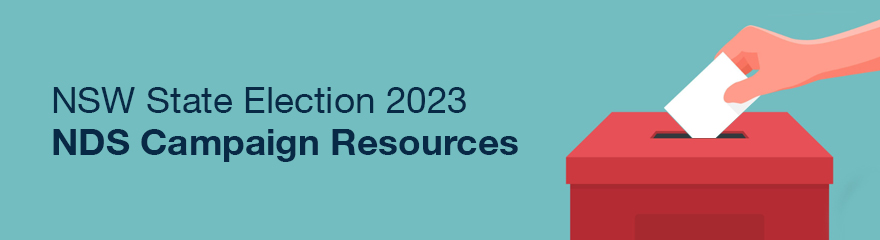 NSW State Election 2023
NDS Campaign Resources